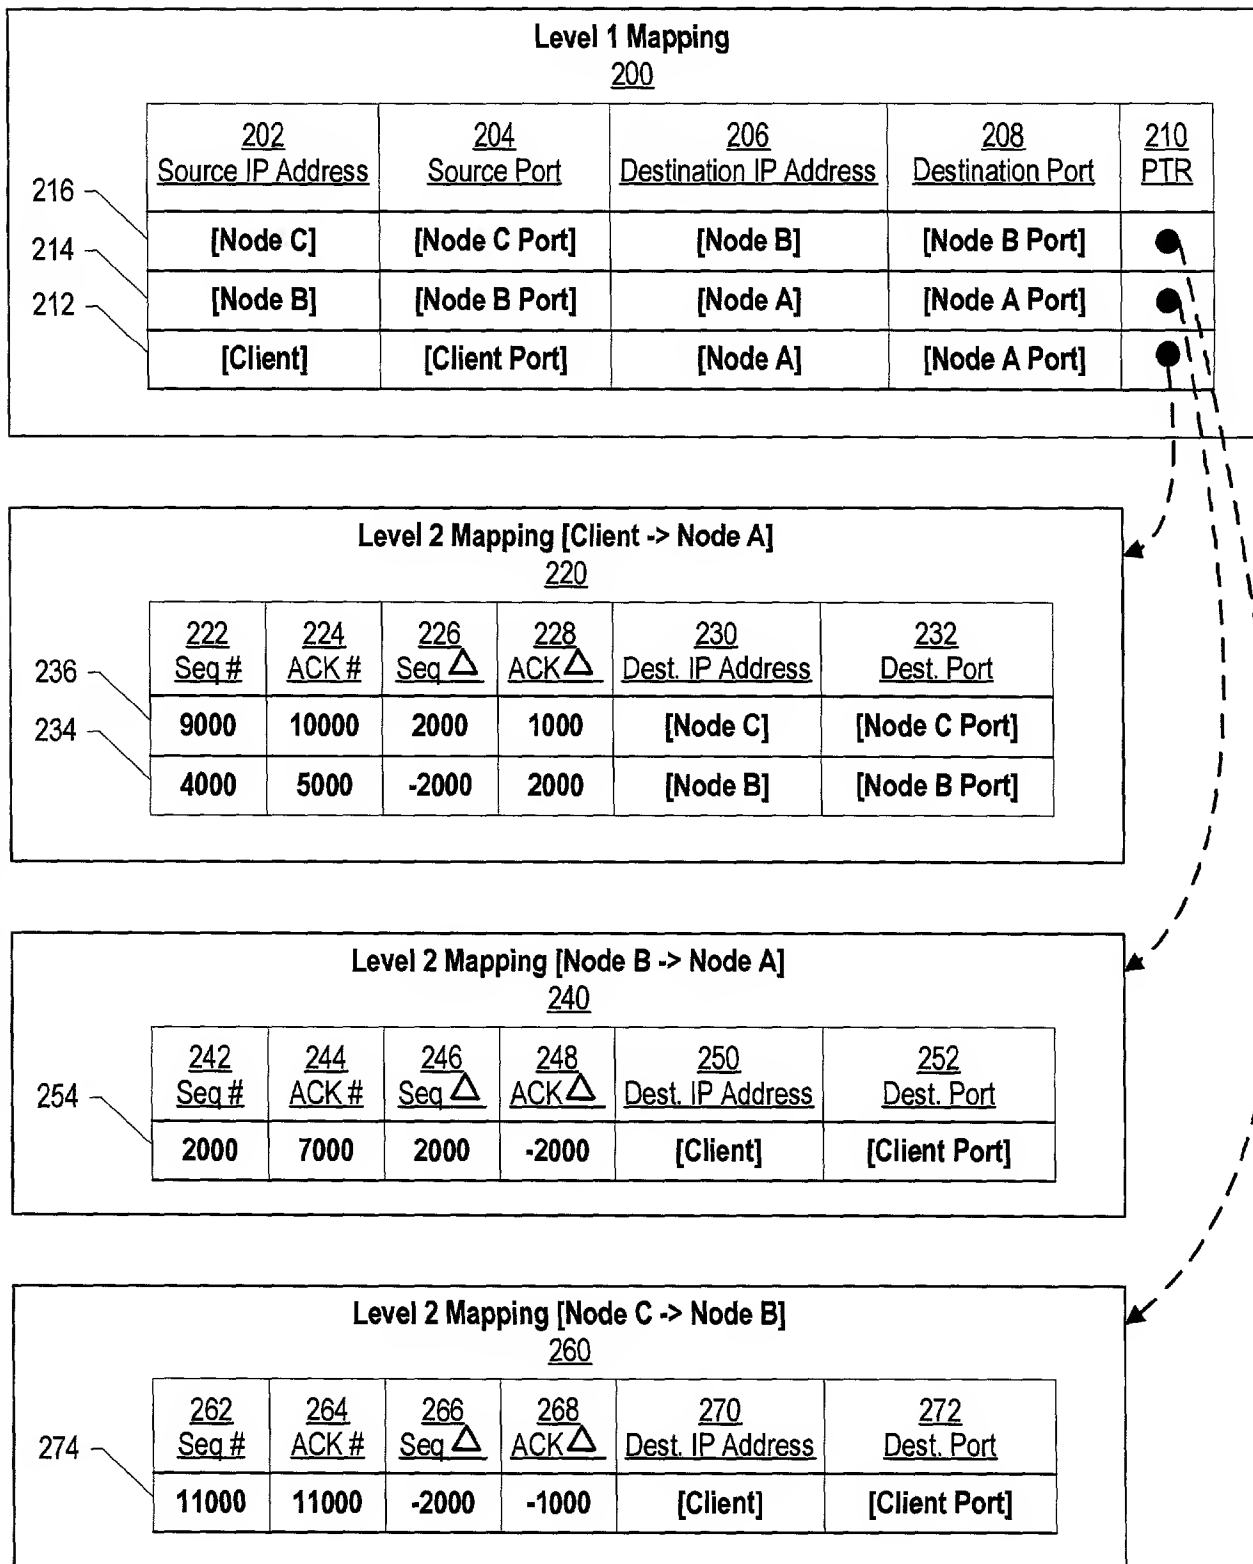 Level 1 Mapping
200
202 204 206 208 210
Source IP Address Source Port Destination IP Address Destination Port PTR
216
[Node C] [Node C Port] [Node B] [Node B Port]
214
[Node B] [Node B Port] [Node A] [Node A Port]
212
[Client] [Client Port] [Node A] [Node A Port]
Level 2 Mapping [Client -> Node A]
220
222 224 226 228 230 232
Seq # ACK # Seq Δ ACK Δ Dest. IP Address Dest. Port
236
9000 10000 2000 1000 [Node C] [Node C Port]
234
4000 5000 -2000 2000 [Node B] [Node B Port]
Level 2 Mapping [Node B -> Node A]
240
242 244 246 248 250 252
Seq # ACK # Seq Δ ACK Δ Dest. IP Address Dest. Port
254
2000 7000 2000 -2000 [Client] [Client Port]
Level 2 Mapping [Node C -> Node B]
260
262 264 266 268 270 272
Seq # ACK # Seq Δ ACK Δ Dest. IP Address Dest. Port
274
11000 11000 -2000 -1000 [Client] [Client Port]